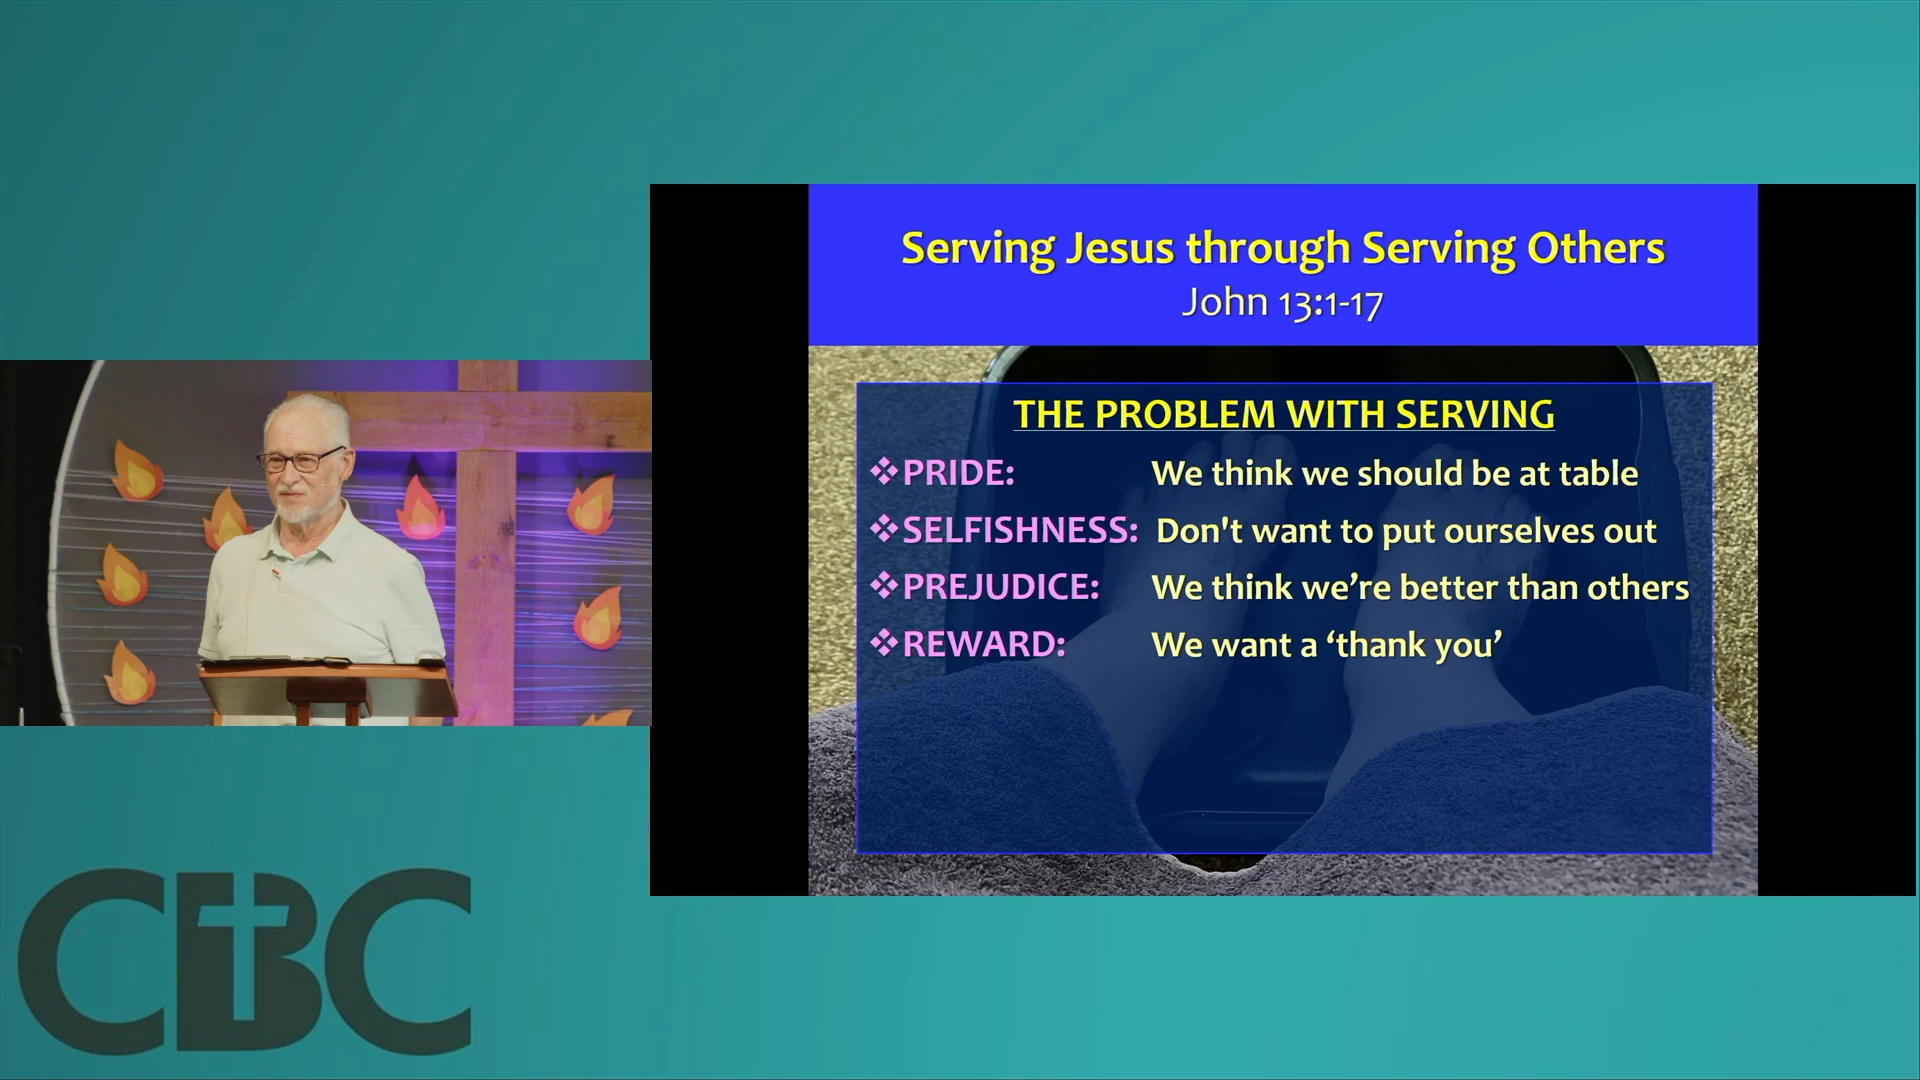 Serving Jesus through Serving Others
John 13:1-17
THE PROBLEM WITH SERVING
❖PRIDE: We think we should be at table
❖SELFISHNESS: Don't want to put ourselves out
❖PREJUDICE: We think we’re better than others
❖REWARD: We want a ‘thank you’
CBC